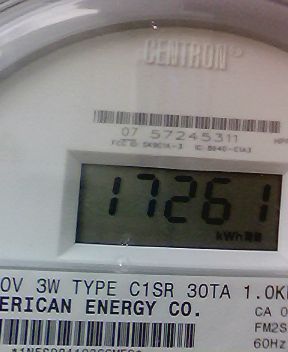 CENTRON®
07 57245311
17261
kWh
0V 3W TYPE C1SR 30TA 1.0K
ERICAN ENERGY CO.
CA 0
FM2S
60Hz